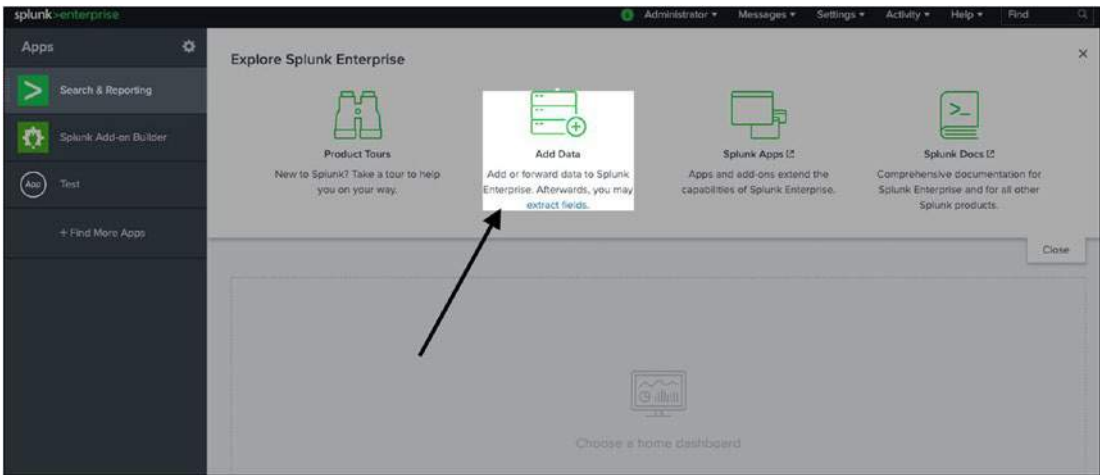 splunk>enterprise
Administrator
Messages
Settings
Activity
Help
Find
Apps
Search & Reporting
Splunk Add-on Builder
App
Test
+ Find More Apps
Explore Splunk Enterprise
Product Tours
New to Splunk? Take a tour to help
you on your way.
Add Data
Add or forward data to Splunk
Enterprise. Afterwards, you may
extract fields.
Splunk Apps
Apps and add-ons extend the
capabilities of Splunk Enterprise.
Splunk Docs
Comprehensive documentation for
Splunk Enterprise and for all other
Splunk products.
Close
Choose a home dashboard